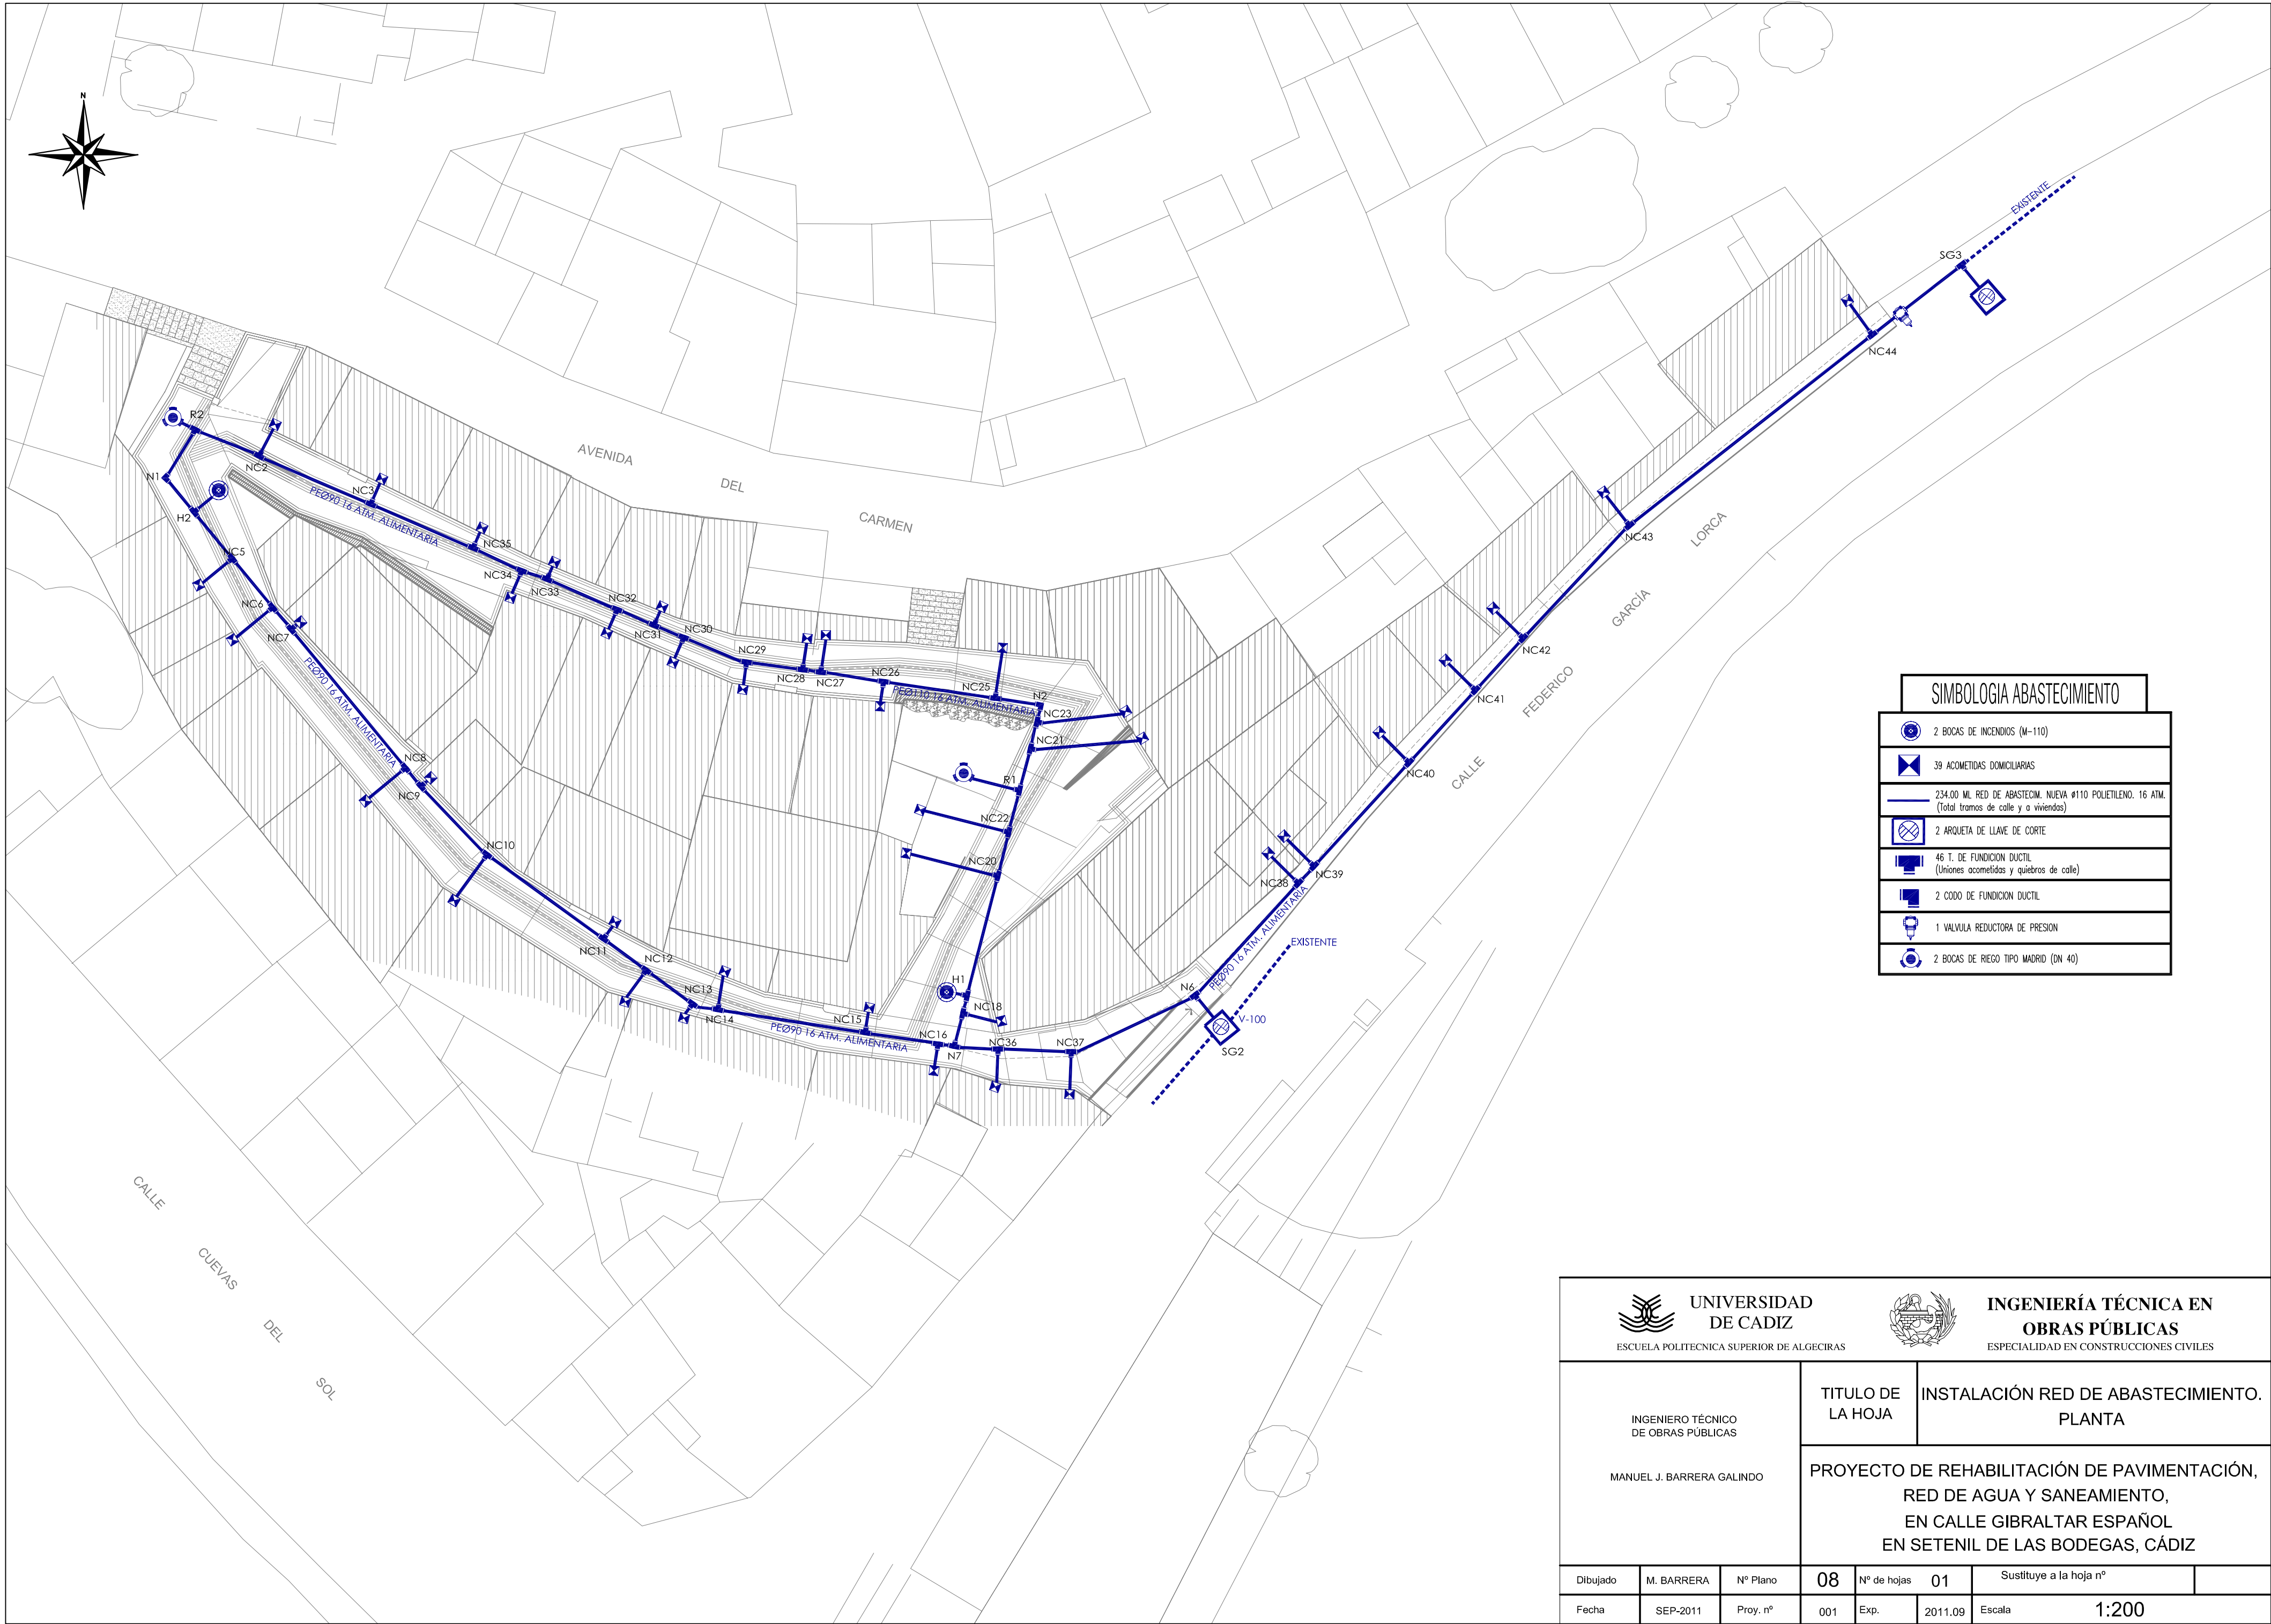 N
EXISTENTE
SG3
NC44
R2
N1
H2
NC2
NC3
PEØ90 16 ATM. ALIMENTARIA
NC35
NC34
NC33
NC32
NC31
NC30
NC29
NC28
NC27
NC26
NC25
PEØ110 16 ATM. ALIMENTARIA
N2
NC23
NC21
R1
NC22
NC20
H1
NC18
NC5
NC6
NC7
PEØ90 16 ATM. ALIMENTARIA
NC8
NC9
NC10
NC11
NC12
NC13
NC14
PEØ90 16 ATM. ALIMENTARIA
NC15
NC16
N7
NC36
NC37
N6
PEØ90 16 ATM. ALIMENTARIA
EXISTENTE
V-100
SG2
NC38
NC39
NC40
NC41
NC42
NC43
AVENIDA
DEL
CARMEN
CALLE
FEDERICO
GARCÍA
LORCA
CALLE
CUEVAS
DEL
SOL
SIMBOLOGIA ABASTECIMIENTO
2 BOCAS DE INCENDIOS (M-110)
39 ACOMETIDAS DOMICILIARIAS
234.00 ML RED DE ABASTECIM. NUEVA ø110 POLIETILENO. 16 ATM.
(Total tramos de calle y a viviendas)
2 ARQUETA DE LLAVE DE CORTE
46 T. DE FUNDICION DUCTIL
(Uniones acometidas y quiebros de calle)
2 CODO DE FUNDICION DUCTIL
1 VALVULA REDUCTORA DE PRESION
2 BOCAS DE RIEGO TIPO MADRID (DN 40)
UNIVERSIDAD
DE CADIZ
ESCUELA POLITECNICA SUPERIOR DE ALGECIRAS
INGENIERÍA TÉCNICA EN
OBRAS PÚBLICAS
ESPECIALIDAD EN CONSTRUCCIONES CIVILES
INGENIERO TÉCNICO
DE OBRAS PÚBLICAS
MANUEL J. BARRERA GALINDO
TITULO DE
LA HOJA
INSTALACIÓN RED DE ABASTECIMIENTO.
PLANTA
PROYECTO DE REHABILITACIÓN DE PAVIMENTACIÓN,
RED DE AGUA Y SANEAMIENTO,
EN CALLE GIBRALTAR ESPAÑOL
EN SETENIL DE LAS BODEGAS, CÁDIZ
Dibujado M. BARRERA Nº Plano 08 Nº de hojas 01 Sustituye a la hoja nº
Fecha SEP-2011 Proy. nº 001 Exp. 2011.09 Escala 1:200